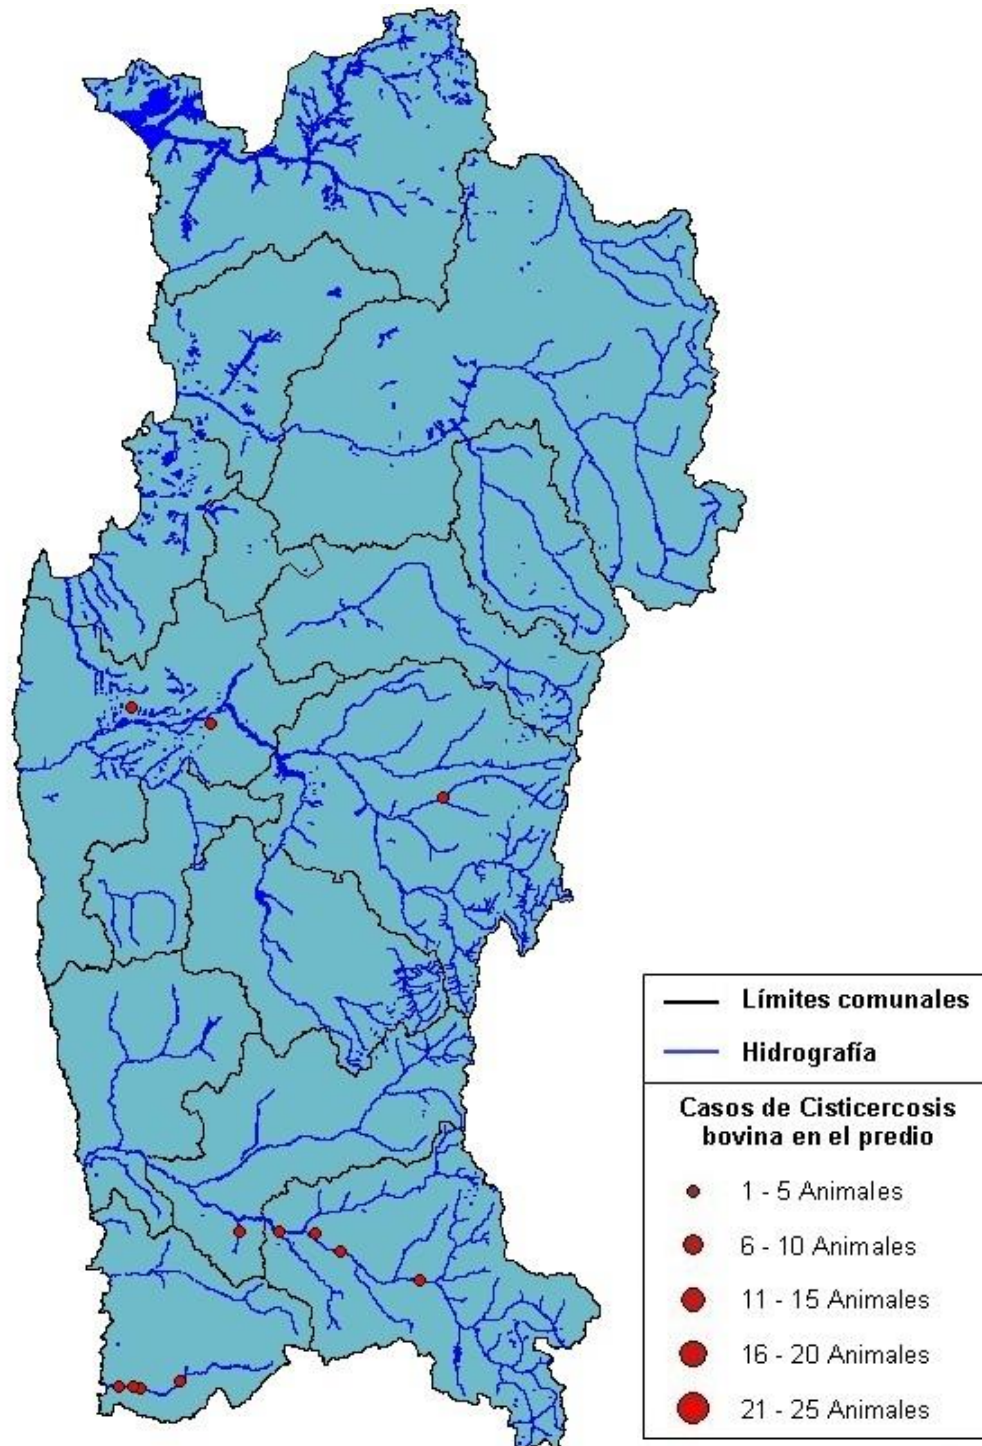 Límites comunales
Hidrografía
Casos de Cisticercosis
bovina en el predio
1 - 5 Animales
6 - 10 Animales
11 - 15 Animales
16 - 20 Animales
21 - 25 Animales